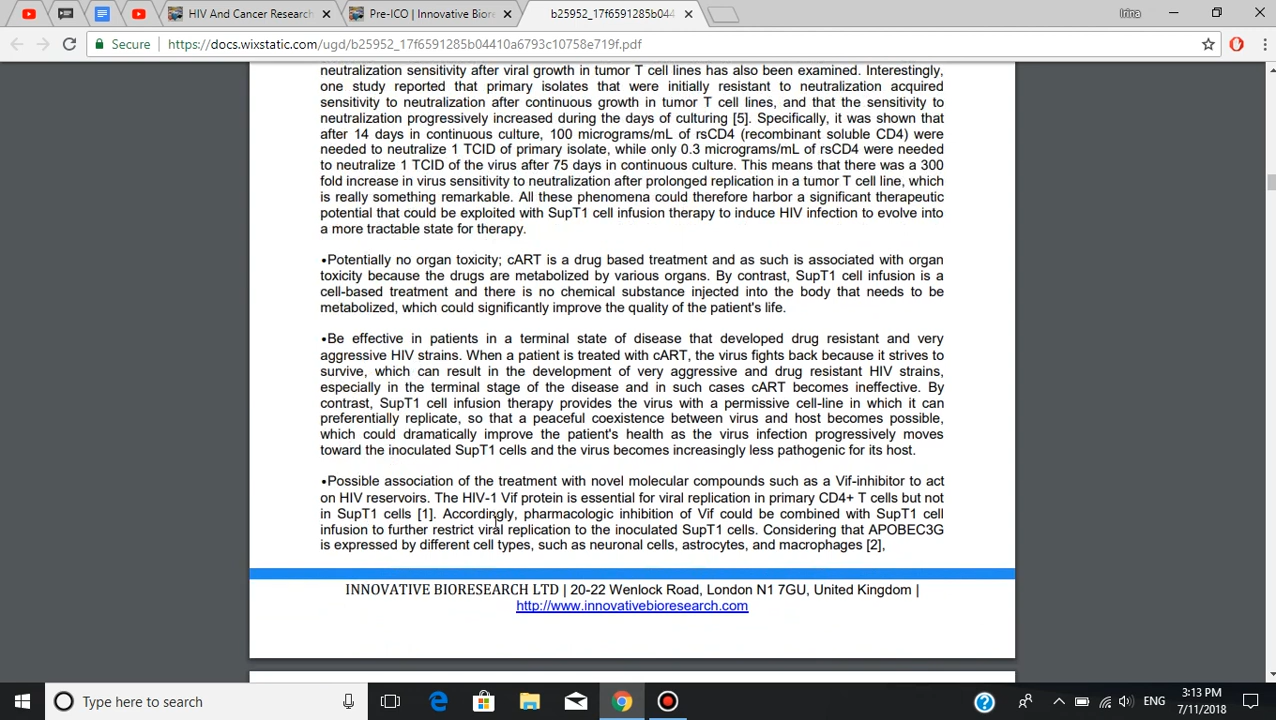 HIV And Cancer Research
Pre-ICO | Innovative Bior
b25952_17f6591285b044
Irina
Secure
https://docs.wixstatic.com/ugd/b25952_17f6591285b04410a6793c10758e719f.pdf
neutralization sensitivity after viral growth in tumor T cell lines has also been examined. Interestingly,
one study reported that primary isolates that were initially resistant to neutralization acquired
sensitivity to neutralization after continuous growth in tumor T cell lines, and that the sensitivity to
neutralization progressively increased during the days of culturing [5]. Specifically, it was shown that
after 14 days in continuous culture, 100 micrograms/mL of rsCD4 (recombinant soluble CD4) were
needed to neutralize 1 TCID of primary isolate, while only 0.3 micrograms/mL of rsCD4 were needed
to neutralize 1 TCID of the virus after 75 days in continuous culture. This means that there was a 300
fold increase in virus sensitivity to neutralization after prolonged replication in a tumor T cell line, which
is really something remarkable. All these phenomena could therefore harbor a significant therapeutic
potential that could be exploited with SupT1 cell infusion therapy to induce HIV infection to evolve into
a more tractable state for therapy.
•Potentially no organ toxicity; cART is a drug based treatment and as such is associated with organ
toxicity because the drugs are metabolized by various organs. By contrast, SupT1 cell infusion is a
cell-based treatment and there is no chemical substance injected into the body that needs to be
metabolized, which could significantly improve the quality of the patient's life.
•Be effective in patients in a terminal state of disease that developed drug resistant and very
aggressive HIV strains. When a patient is treated with cART, the virus fights back because it strives to
survive, which can result in the development of very aggressive and drug resistant HIV strains,
especially in the terminal stage of the disease and in such cases cART becomes ineffective. By
contrast, SupT1 cell infusion therapy provides the virus with a permissive cell-line in which it can
preferentially replicate, so that a peaceful coexistence between virus and host becomes possible,
which could dramatically improve the patient's health as the virus infection progressively moves
toward the inoculated SupT1 cells and the virus becomes increasingly less pathogenic for its host.
•Possible association of the treatment with novel molecular compounds such as a Vif-inhibitor to act
on HIV reservoirs. The HIV-1 Vif protein is essential for viral replication in primary CD4+ T cells but not
in SupT1 cells [1]. Accordingly, pharmacologic inhibition of Vif could be combined with SupT1 cell
infusion to further restrict viral replication to the inoculated SupT1 cells. Considering that APOBEC3G
is expressed by different cell types, such as neuronal cells, astrocytes, and macrophages [2],
INNOVATIVE BIORESEARCH LTD | 20-22 Wenlock Road, London N1 7GU, United Kingdom |
http://www.innovativebioresearch.com
Type here to search
ENG
3:13 PM
7/11/2018